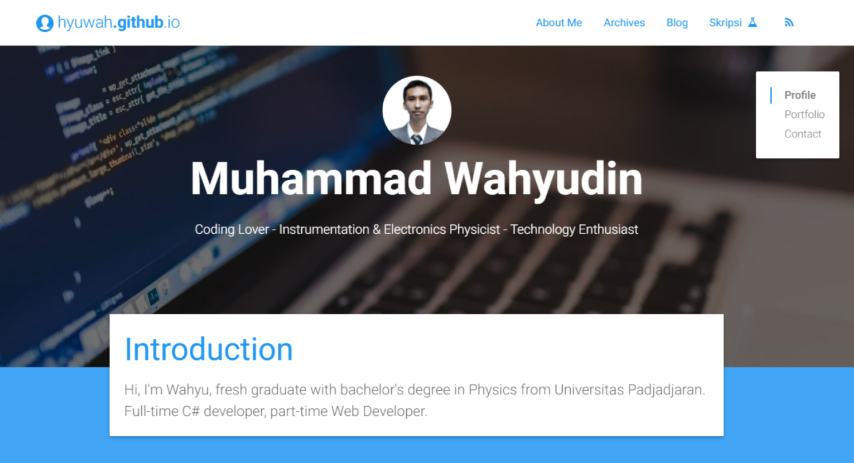 hyuwah.github.io
About Me
Archives
Blog
Skripsi
Profile
Portfolio
Contact
Muhammad Wahyudin
Coding Lover - Instrumentation & Electronics Physicist - Technology Enthusiast
Introduction
Hi, I'm Wahyu, fresh graduate with bachelor's degree in Physics from Universitas Padjadjaran.
Full-time C# developer, part-time Web Developer.